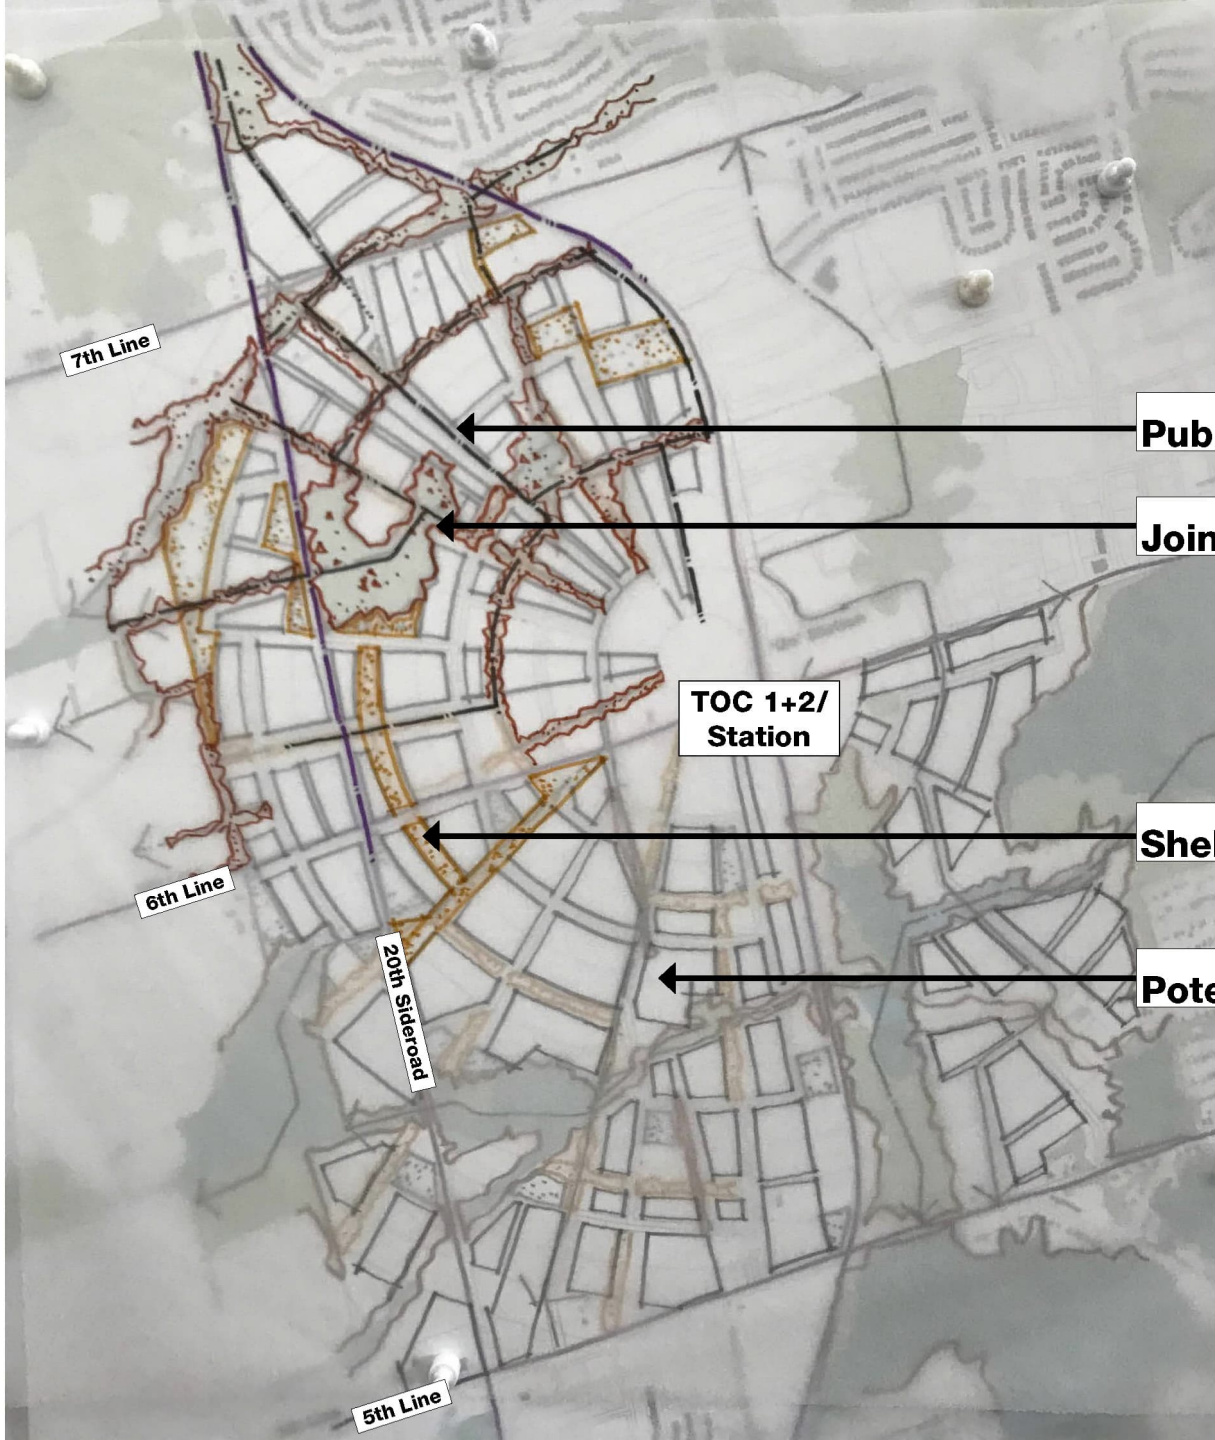 7th Line
Pub
Join
TOC 1+2/
Station
Shel
6th Line
20th Sideroad
Pote
5th Line